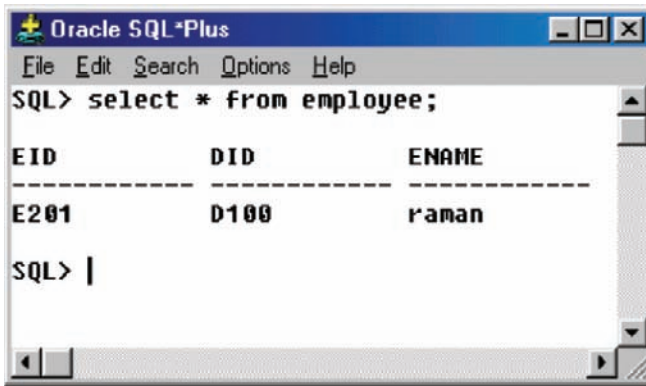 Oracle SQL*Plus
File Edit Search Options Help
SQL> select * from employee;
EID DID ENAME
------------ ------------ ------------
E201 D100 raman
SQL>